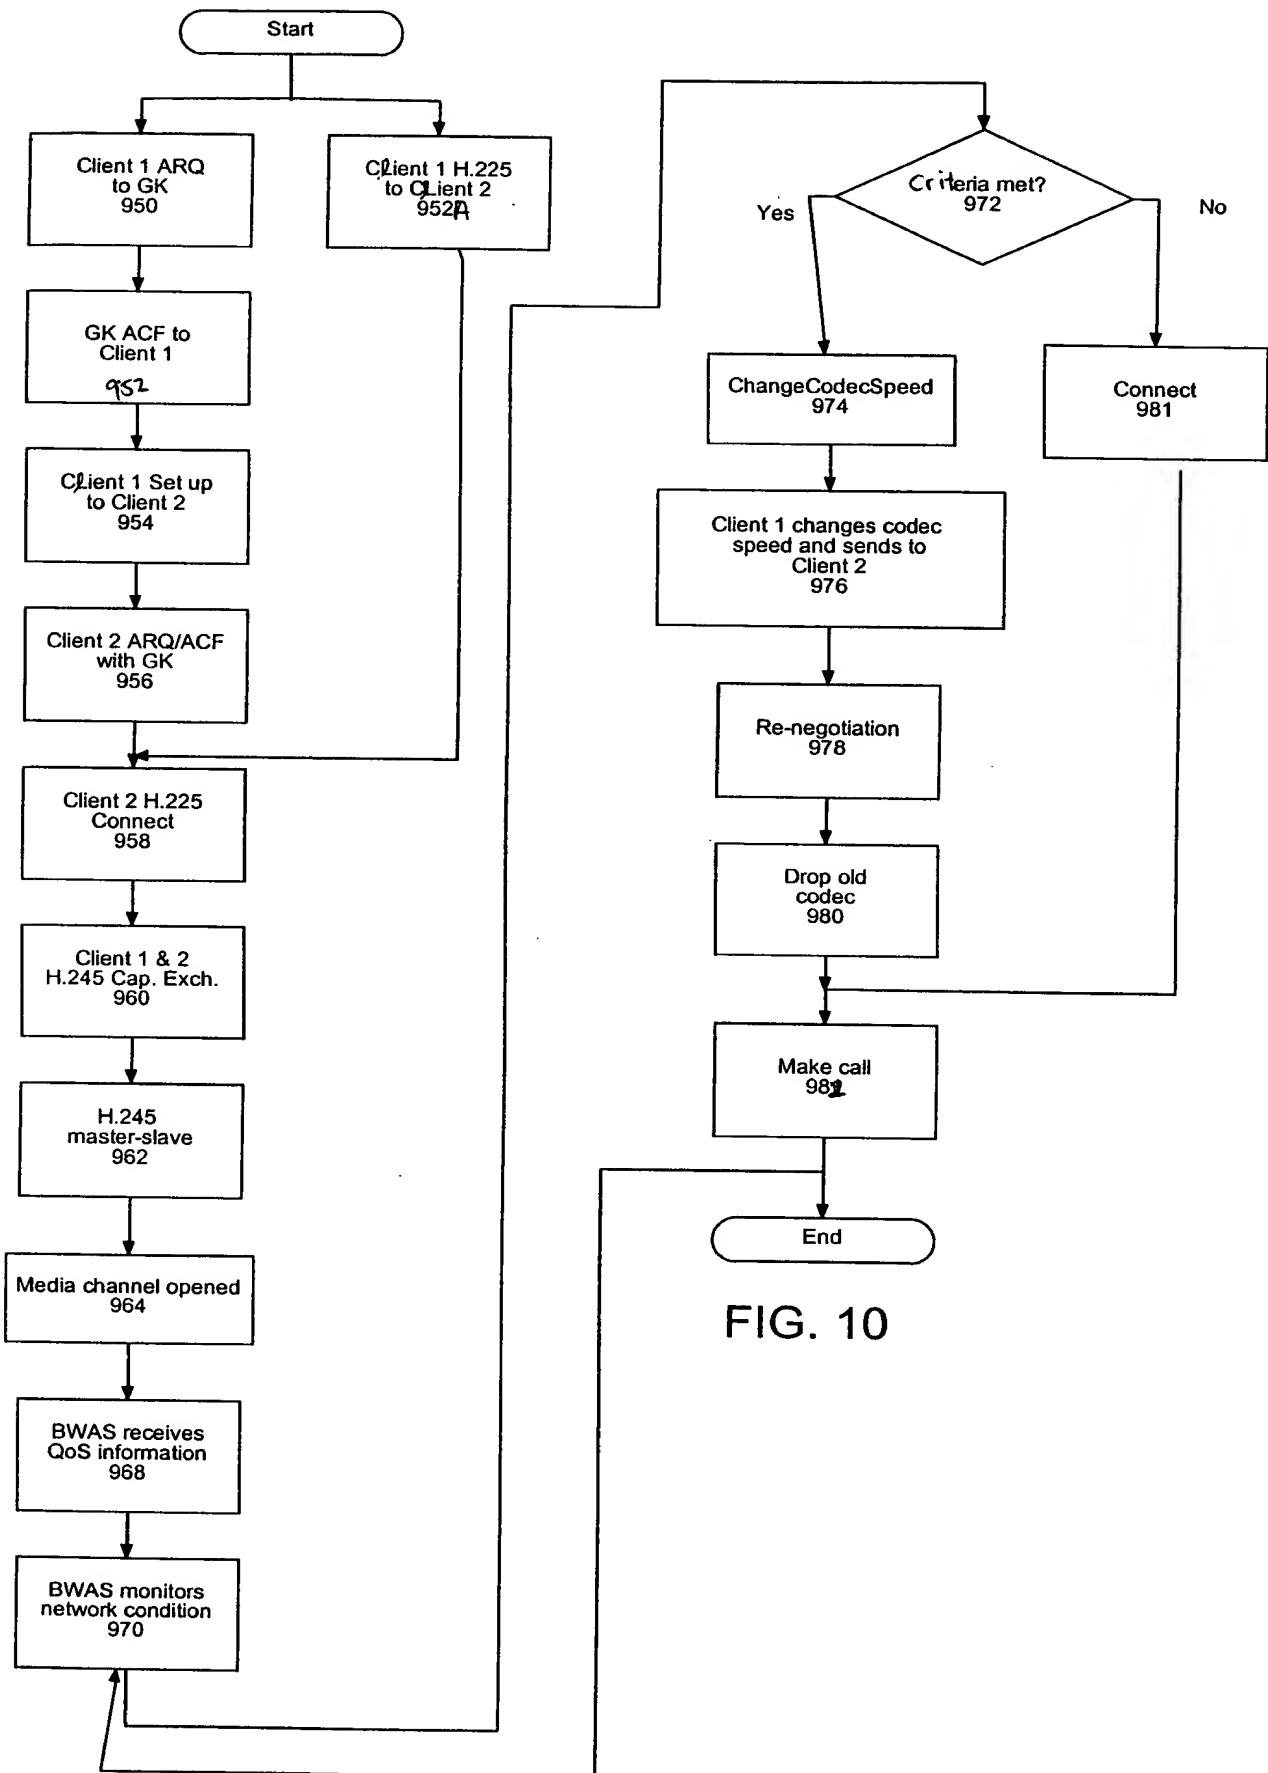 Start
Client 1 ARQ
to GK
950
Client 1 H.225
to CLient 2
952A
GK ACF to
Client 1
952
Client 1 Set up
to Client 2
954
Client 2 ARQ/ACF
with GK
956
Client 2 H.225
Connect
958
Client 1 & 2
H.245 Cap. Exch.
960
H.245
master-slave
962
Media channel opened
964
BWAS receives
QoS information
968
BWAS monitors
network condition
970
Criteria met?
972
Yes
No
ChangeCodecSpeed
974
Connect
981
Client 1 changes codec
speed and sends to
Client 2
976
Re-negotiation
978
Drop old
codec
980
Make call
982
End
FIG. 10